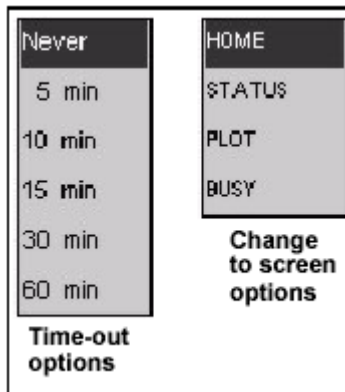 Never
5 min
10 min
15 min
30 min
60 min
Time-out
options
HOME
STATUS
PLOT
BUSY
Change
to screen
options